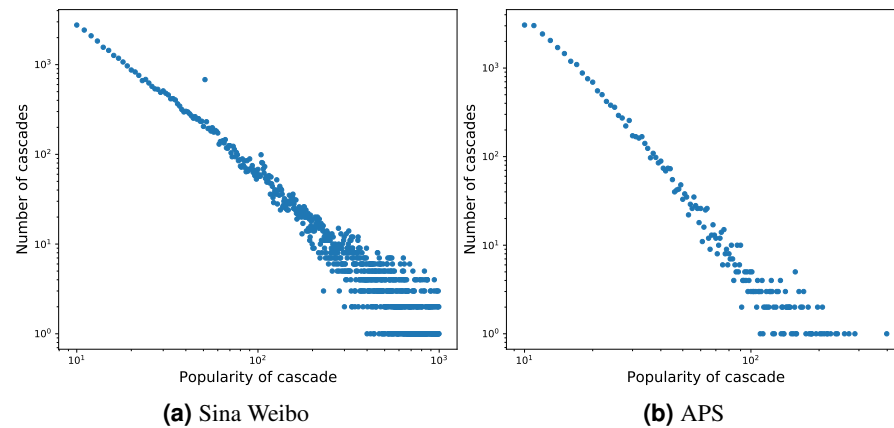 10³
10²
10¹
10⁰
Number of cascades
10¹
10²
10³
Popularity of cascade
(a) Sina Weibo
10³
10²
10¹
10⁰
Number of cascades
10¹
10²
Popularity of cascade
(b) APS